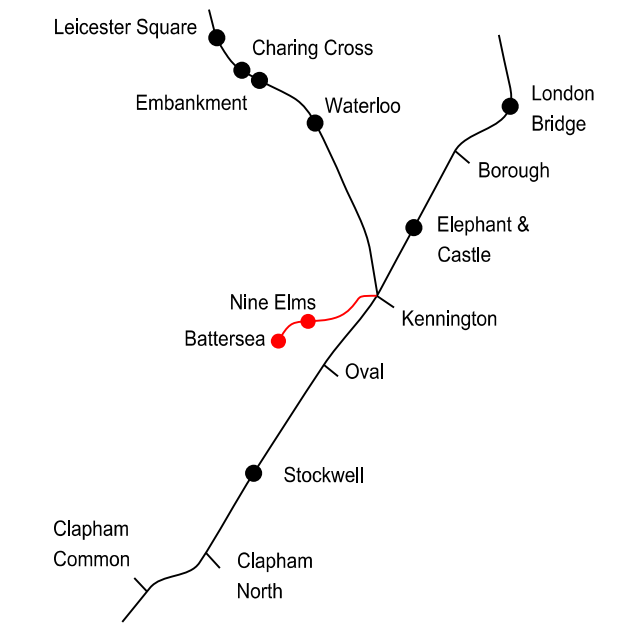 Leicester Square
Charing Cross
Embankment
Waterloo
London
Bridge
Borough
Elephant &
Castle
Nine Elms
Kennington
Battersea
Oval
Stockwell
Clapham
Common
Clapham
North